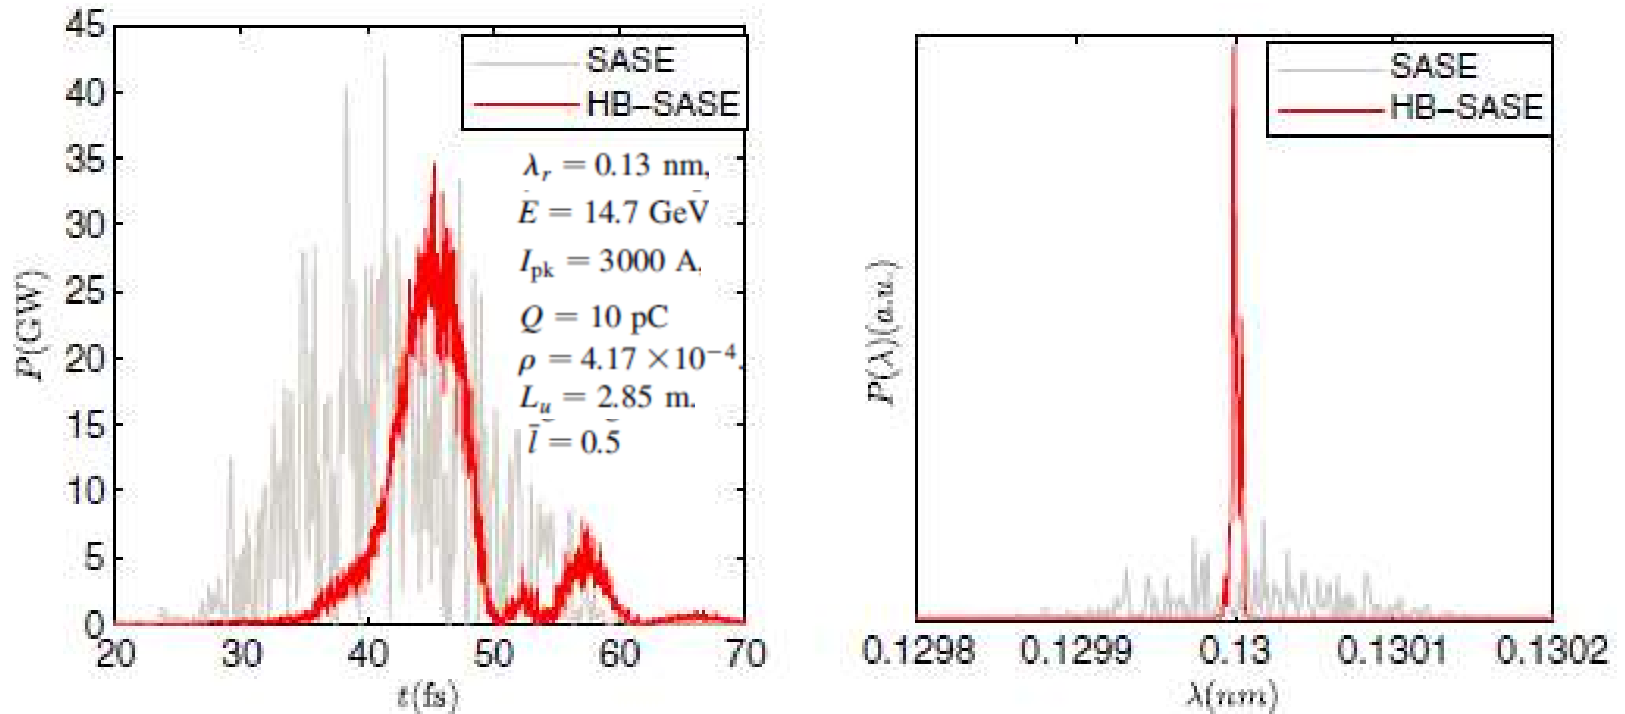 45
40
35
30
25
20
15
10
5
0
P(GW)
20 30 40 50 60 70
t(fs)
SASE
HB-SASE
λr = 0.13 nm,
E = 14.7 GeV
Ipk = 3000 A,
Q = 10 pC
ρ = 4.17 ×10−4.
Lu = 2.85 m.
l̄ = 0.5
P(λ)(a.u.)
SASE
HB-SASE
0.1298 0.1299 0.13 0.1301 0.1302
λ(nm)